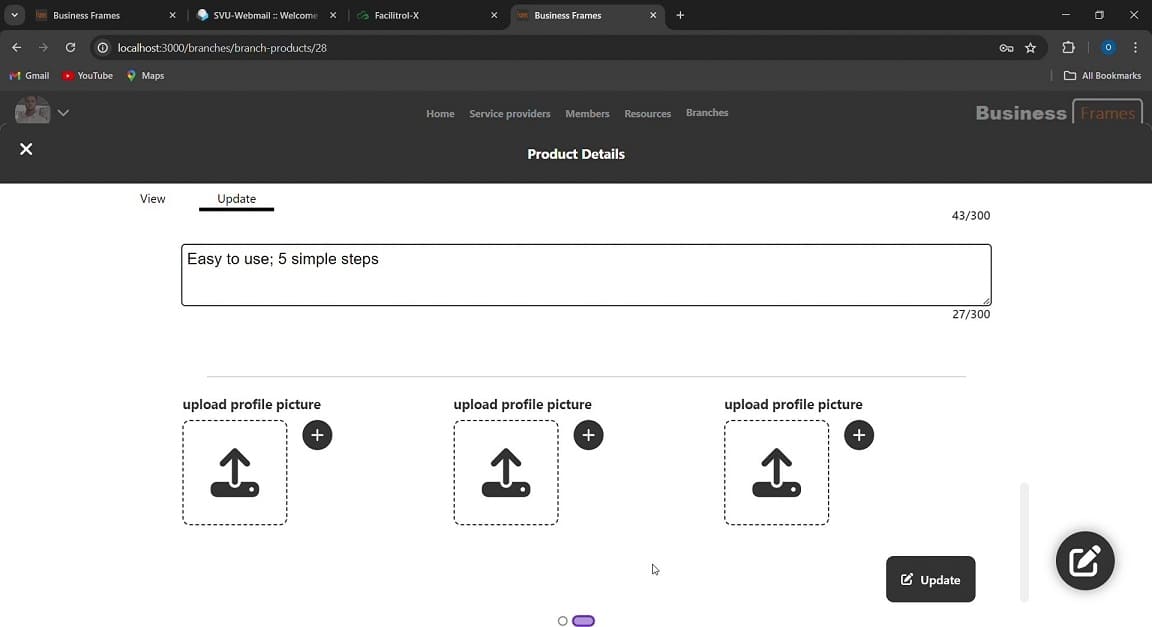 Business Frames
SVU-Webmail :: Welcome
Facilitrol-X
Business Frames
localhost:3000/branches/branch-products/28
O
Gmail
YouTube
Maps
All Bookmarks
Home
Service providers
Members
Resources
Branches
Business Frames
Product Details
View
Update
43/300
Easy to use; 5 simple steps
27/300
upload profile picture
upload profile picture
upload profile picture
Update